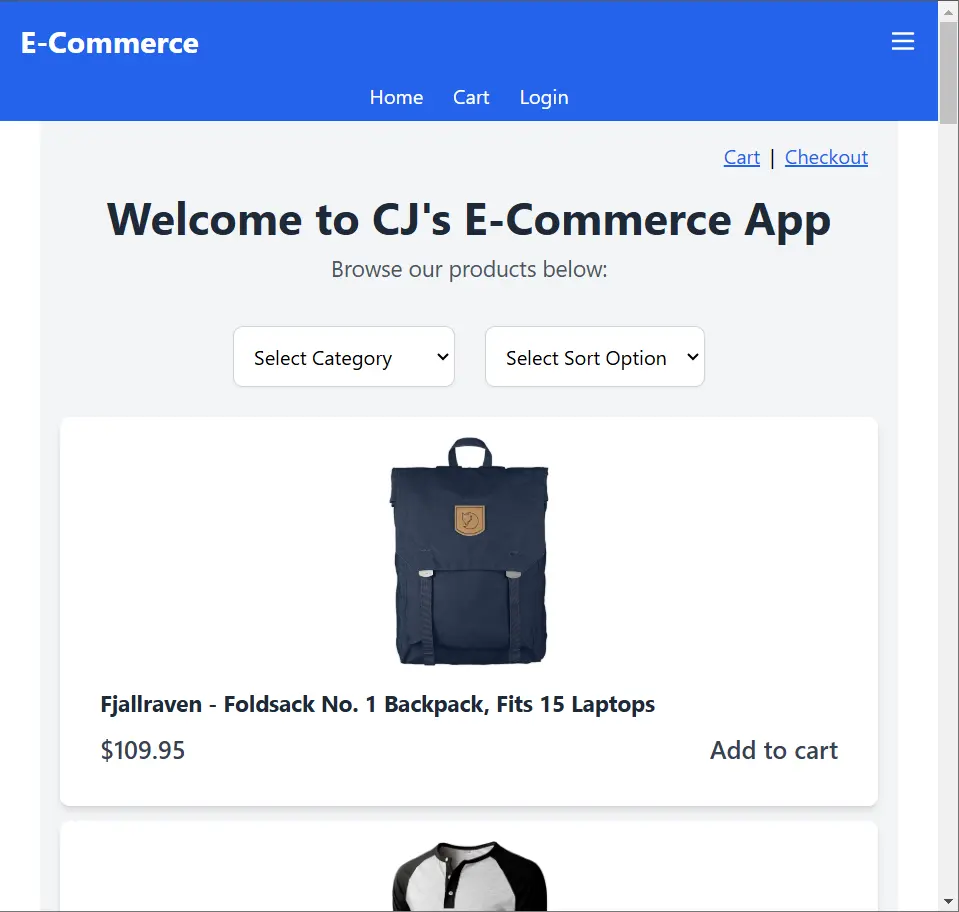 E-Commerce
Home Cart Login
Cart | Checkout
Welcome to CJ's E-Commerce App
Browse our products below:
Select Category Select Sort Option
Fjallraven - Foldsack No. 1 Backpack, Fits 15 Laptops
$109.95 Add to cart